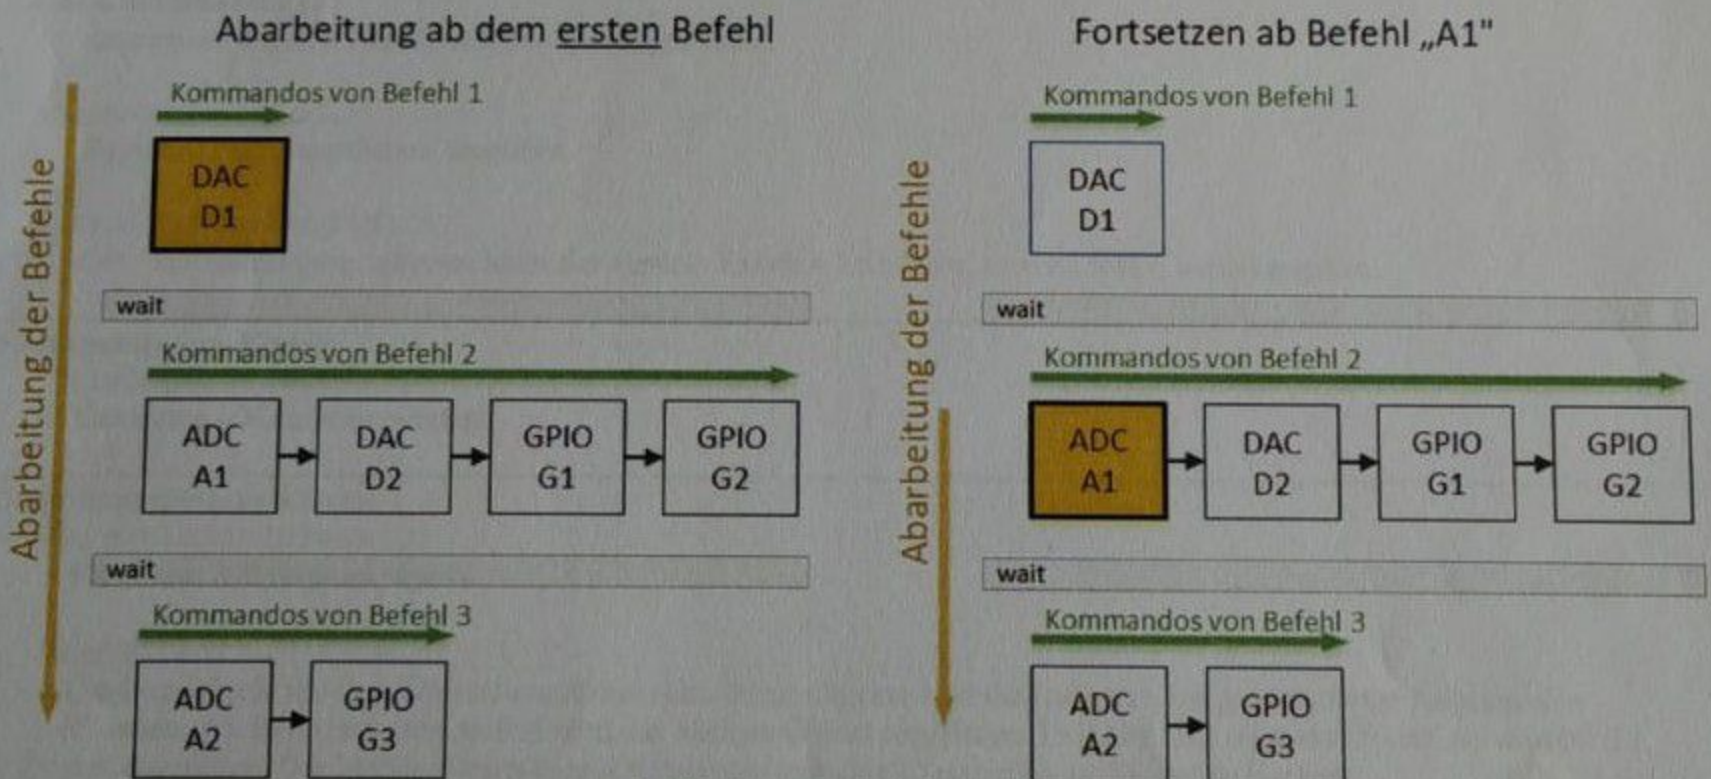 Abarbeitung ab dem ersten Befehl
Abarbeitung der Befehle
Kommandos von Befehl 1
DAC
D1
wait
Kommandos von Befehl 2
ADC
A1
DAC
D2
GPIO
G1
GPIO
G2
wait
Kommandos von Befehl 3
ADC
A2
GPIO
G3
Fortsetzen ab Befehl „A1"
Abarbeitung der Befehle
Kommandos von Befehl 1
DAC
D1
wait
Kommandos von Befehl 2
ADC
A1
DAC
D2
GPIO
G1
GPIO
G2
wait
Kommandos von Befehl 3
ADC
A2
GPIO
G3